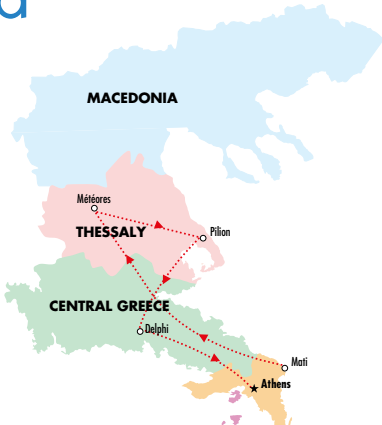 MACEDONIA
Météores
THESSALY
Pilion
CENTRAL GREECE
Delphi
Mati
Athens